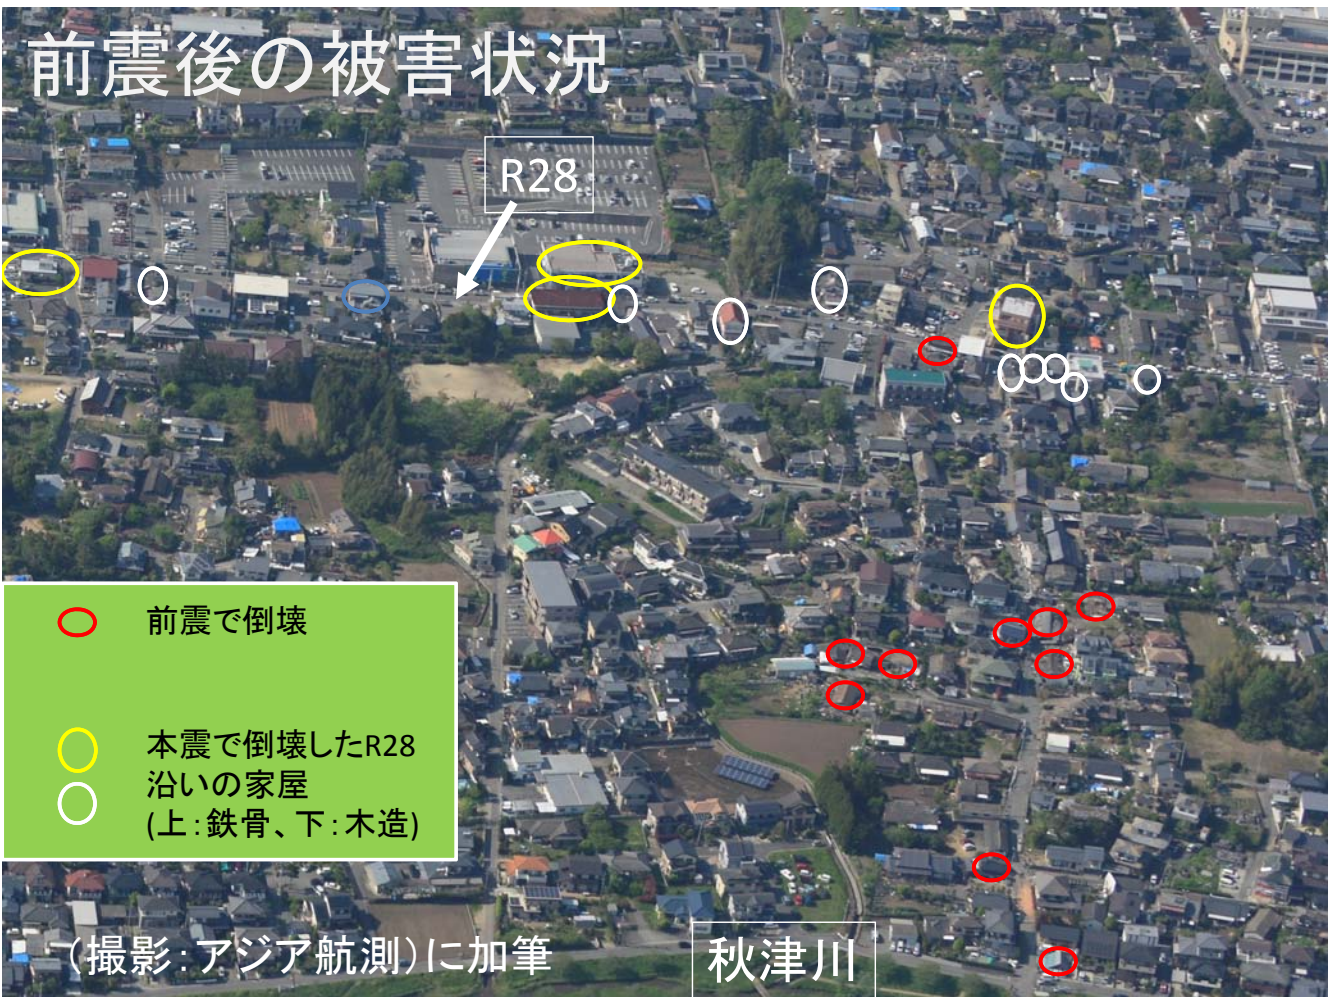 前震後の被害状況
R28
前震で倒壊
本震で倒壊したR28
沿いの家屋
(上：鉄骨、下：木造)
（撮影：アジア航測）に加筆
秋津川